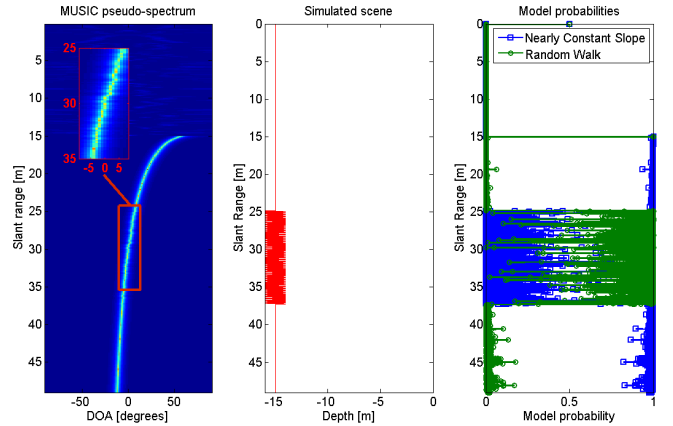 MUSIC pseudo-spectrum
Slant range [m]
5
10
15
20
25
30
35
40
45
25
30
35
-5 0 5
-50 0 50
DOA [degrees]
Simulated scene
Slant Range [m]
0
5
10
15
20
25
30
35
40
45
-15 -10 -5 0
Depth [m]
Model probabilities
Nearly Constant Slope
Random Walk
Slant Range [m]
0
5
10
15
20
25
30
35
40
45
0 0.5 1
Model probability